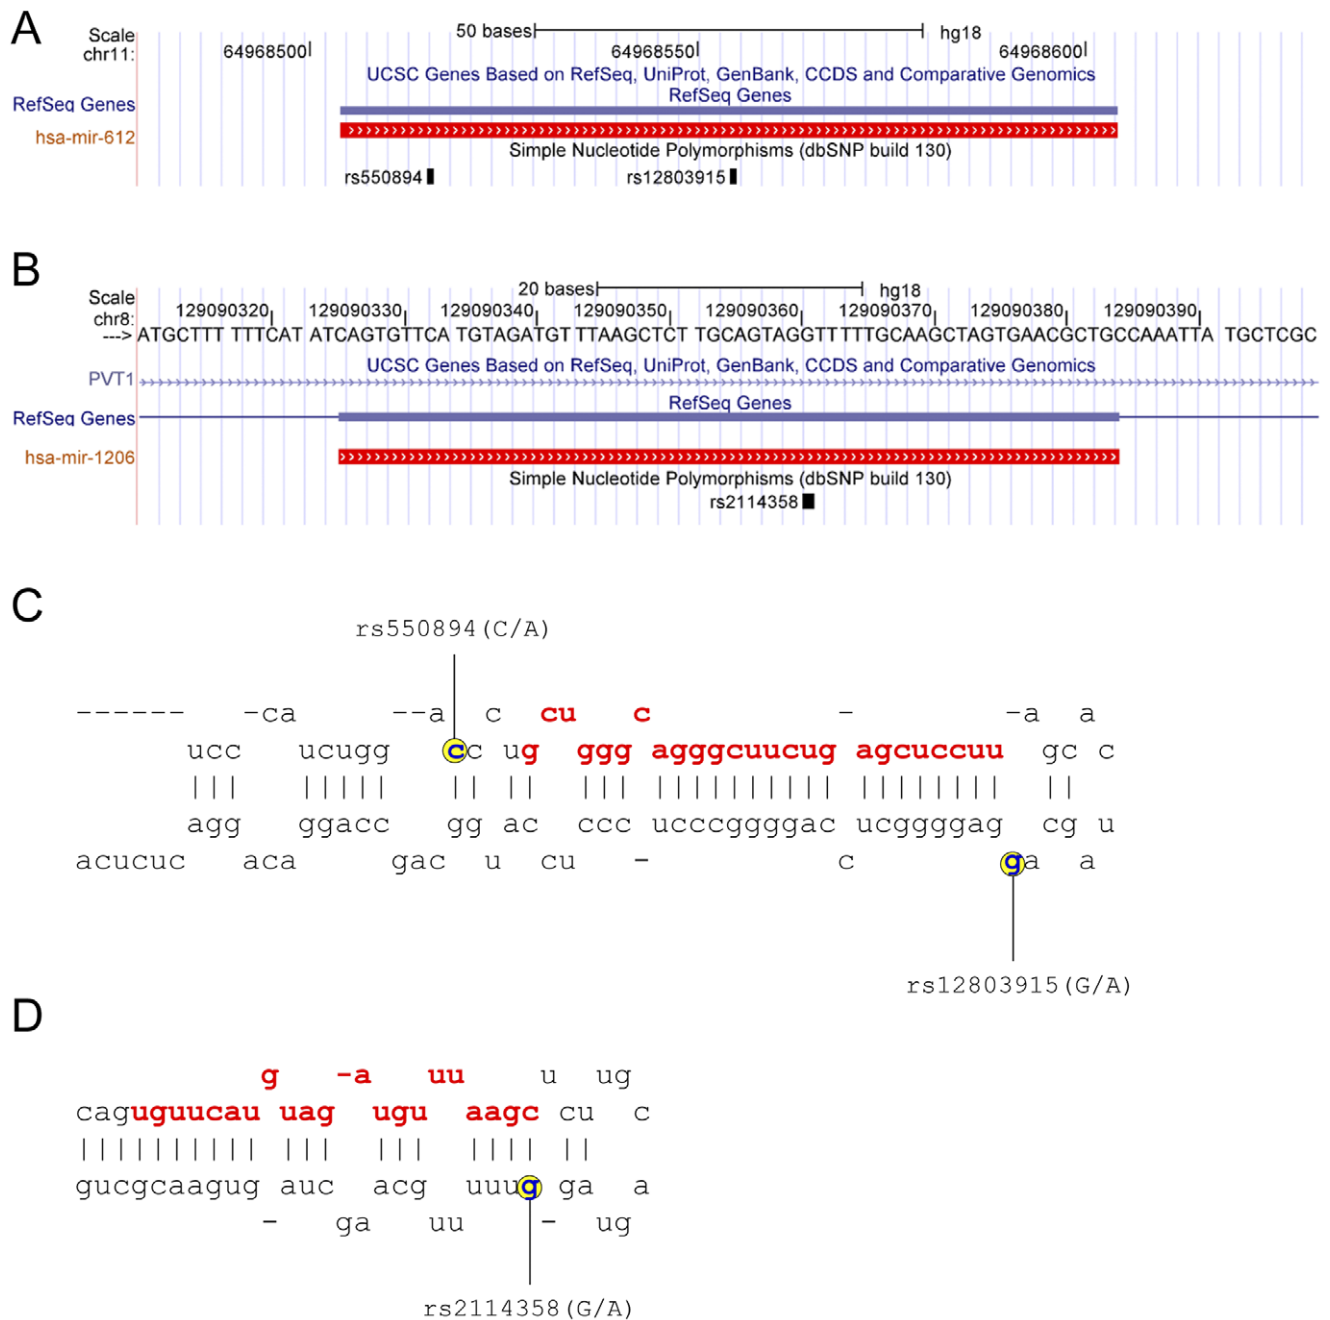 A
Scale 50 bases hg18
chr11: 64968500 64968550 64968600
UCSC Genes Based on RefSeq, UniProt, GenBank, CCDS and Comparative Genomics
RefSeq Genes
RefSeq Genes
hsa-mir-612
Simple Nucleotide Polymorphisms (dbSNP build 130)
rs550894 rs12803915
B
Scale 20 bases hg18
chr8: 129090320 129090330 129090340 129090350 129090360 129090370 129090380 129090390
---> ATGCTTT TTTCAT ATCAGTGTTCA TGTAGATGT TTAAGCTCT TGCAGTAGGTTTTTGCAAGCTAGTGAACGCTGCCAAATTA TGCTCGC
UCSC Genes Based on RefSeq, UniProt, GenBank, CCDS and Comparative Genomics
PVT1
RefSeq Genes
RefSeq Genes
hsa-mir-1206
Simple Nucleotide Polymorphisms (dbSNP build 130)
rs2114358
C
rs550894(C/A)
------ -ca --a c cu c - -a a
ucc ucugg cc ug ggg agggcuucug agcuccuu gc c
||| ||||| || || ||| |||||||||| |||||||| ||
agg ggacc gg ac ccc ucccggggac ucggggag cg u
acucuc aca gac u cu - c ga a
rs12803915(G/A)
D
g -a uu u ug
caguguucau uag ugu aagc cu c
|||||||||| ||| ||| |||| ||
gucgcaagug auc acg uuug ga a
- ga uu - ug
rs2114358(G/A)